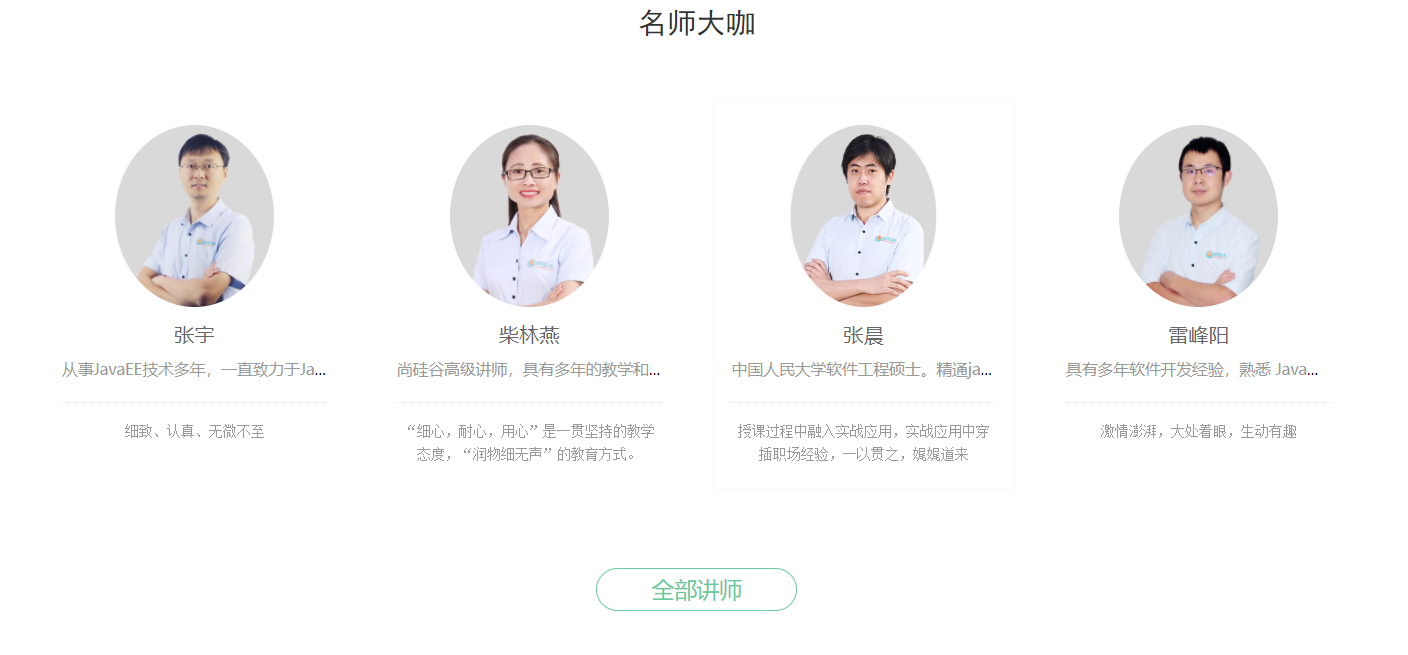 名师大咖
张宇
从事JavaEE技术多年，一直致力于Ja...
细致、认真、无微不至
柴林燕
尚硅谷高级讲师，具有多年的教学和...
“细心，耐心，用心”是一贯坚持的教学
态度，“润物细无声”的教育方式。
张晨
中国人民大学软件工程硕士。精通ja...
授课过程中融入实战应用，实战应用中穿
插职场经验，一以贯之，娓娓道来
雷峰阳
具有多年软件开发经验，熟悉 Java...
激情澎湃，大处着眼，生动有趣
全部讲师